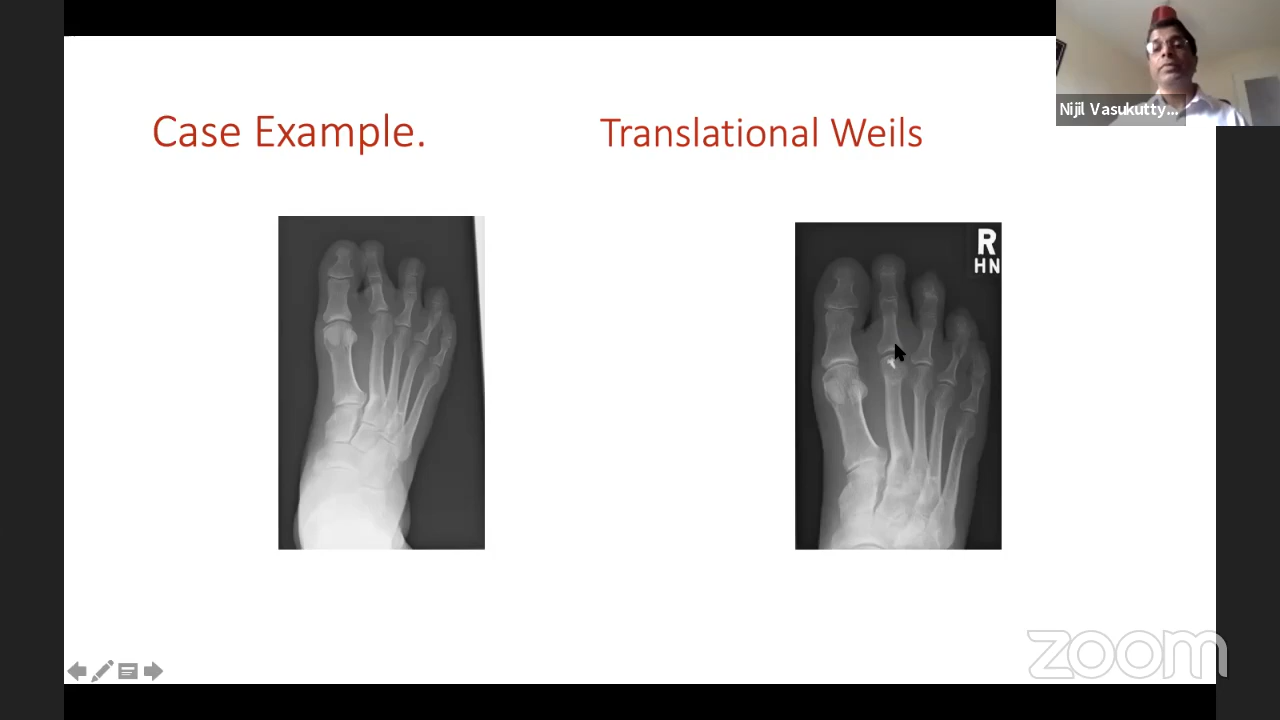 Case Example.
Translational Weils
Nijil Vasukutty...
R
HN
zoom